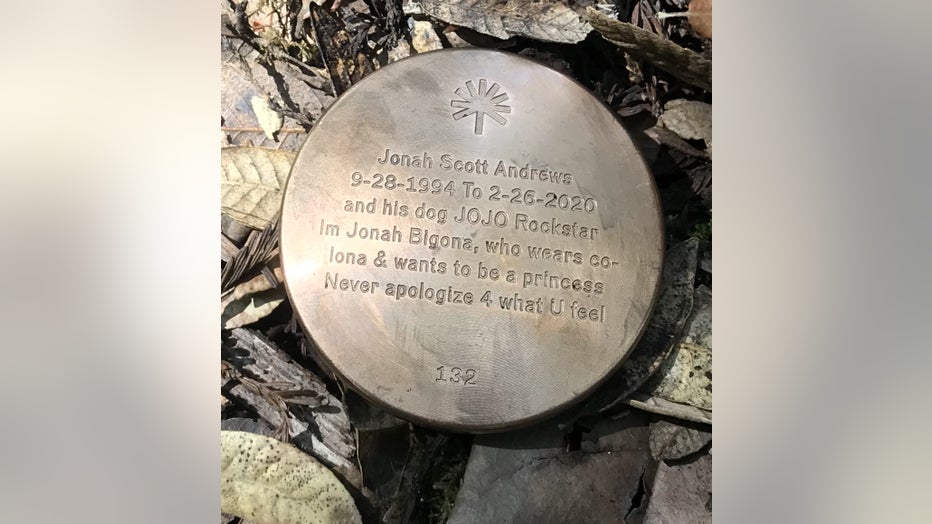 Jonah Scott Andrews
9-28-1994 To 2-26-2020
and his dog JOJO Rockstar
Im Jonah Bigona, who wears co-
lona & wants to be a princess
Never apologize 4 what U feel
132